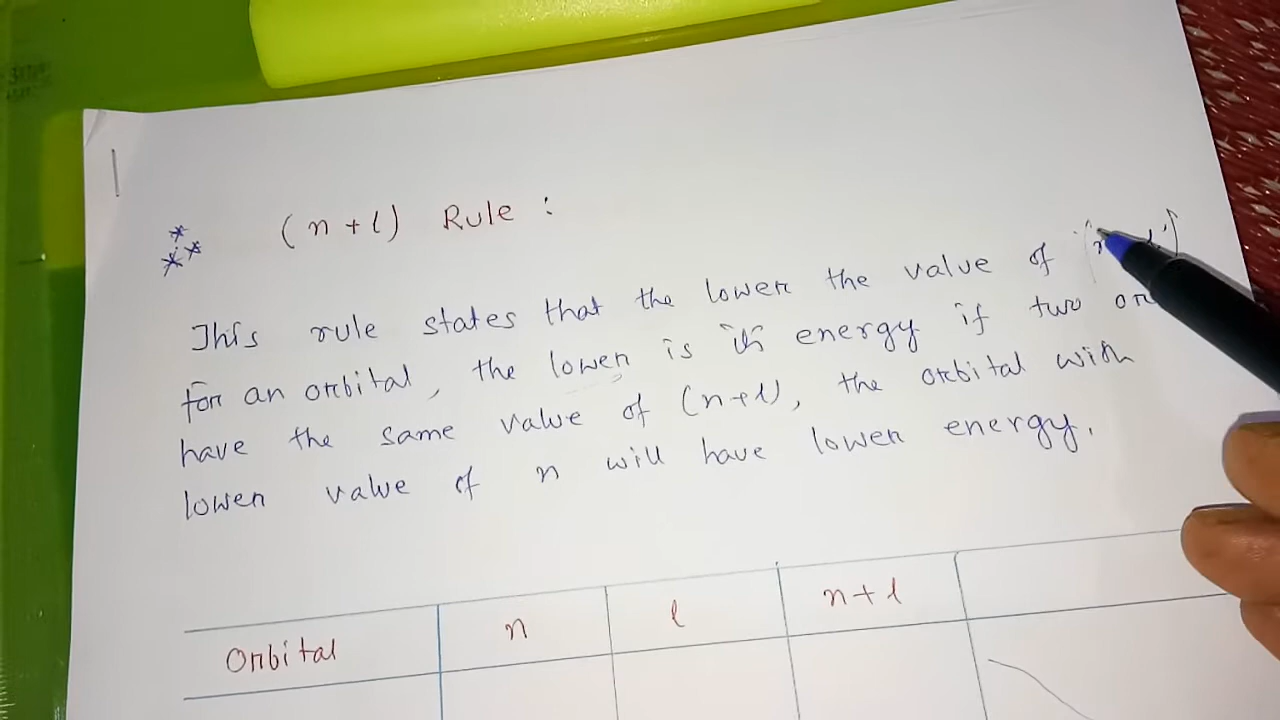 (n+l) Rule :
This rule states that the lower the value of
for an orbital, the lower is its energy if two
have the same value of (n+l), the orbital with
lower value of n will have lower energy.
Orbital n l n+l